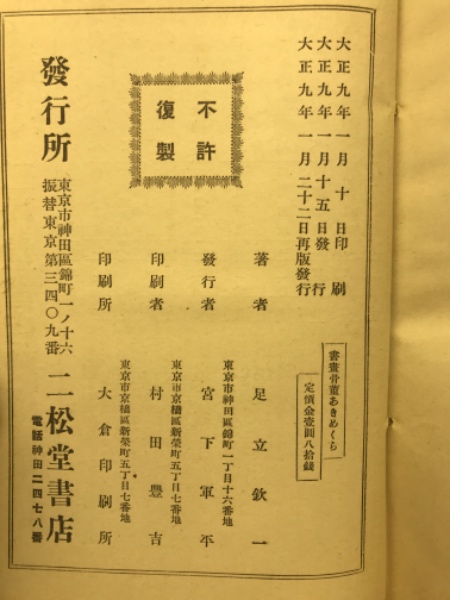 大正九年一月十日印刷
大正九年一月十五日發行
大正九年一月二十二日再版發行
書畫骨董あきめくら
定價金壹圓八拾錢
不許
復製
著者 足立欽一
東京市神田區錦町一丁目十六番地
發行者 宮下軍平
東京市京橋區新榮町五丁目七番地
印刷者 村田豊吉
東京市京橋區新榮町五丁目七番地
印刷所 大倉印刷所
發行所
東京市神田區錦町一ノ十六
振替東京第三四〇九番
二松堂書店
電話神田二四七八番